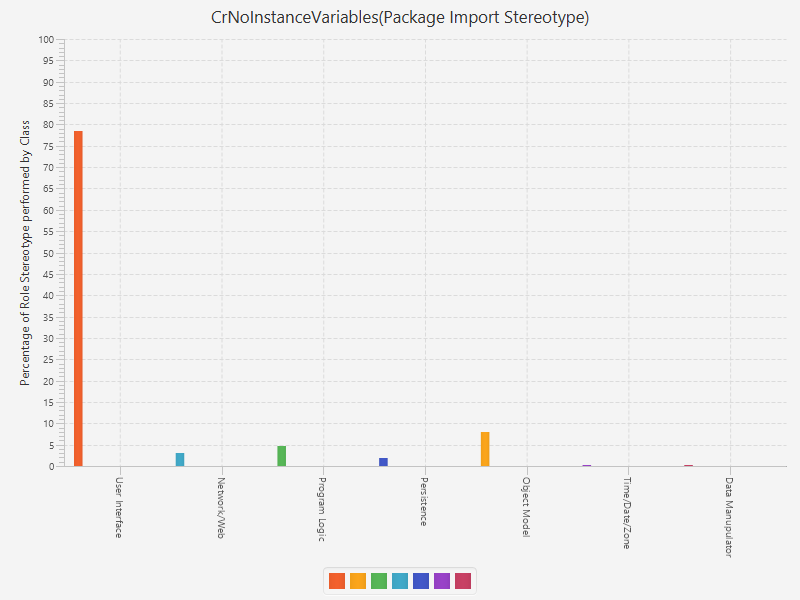 CrNoInstanceVariables(Package Import Stereotype)
Percentage of Role Stereotype performed by Class
100
95
90
85
80
75
70
65
60
55
50
45
40
35
30
25
20
15
10
5
0
User Interface
Network/Web
Program Logic
Persistence
Object Model
Time/Date/Zone
Data Manupulator